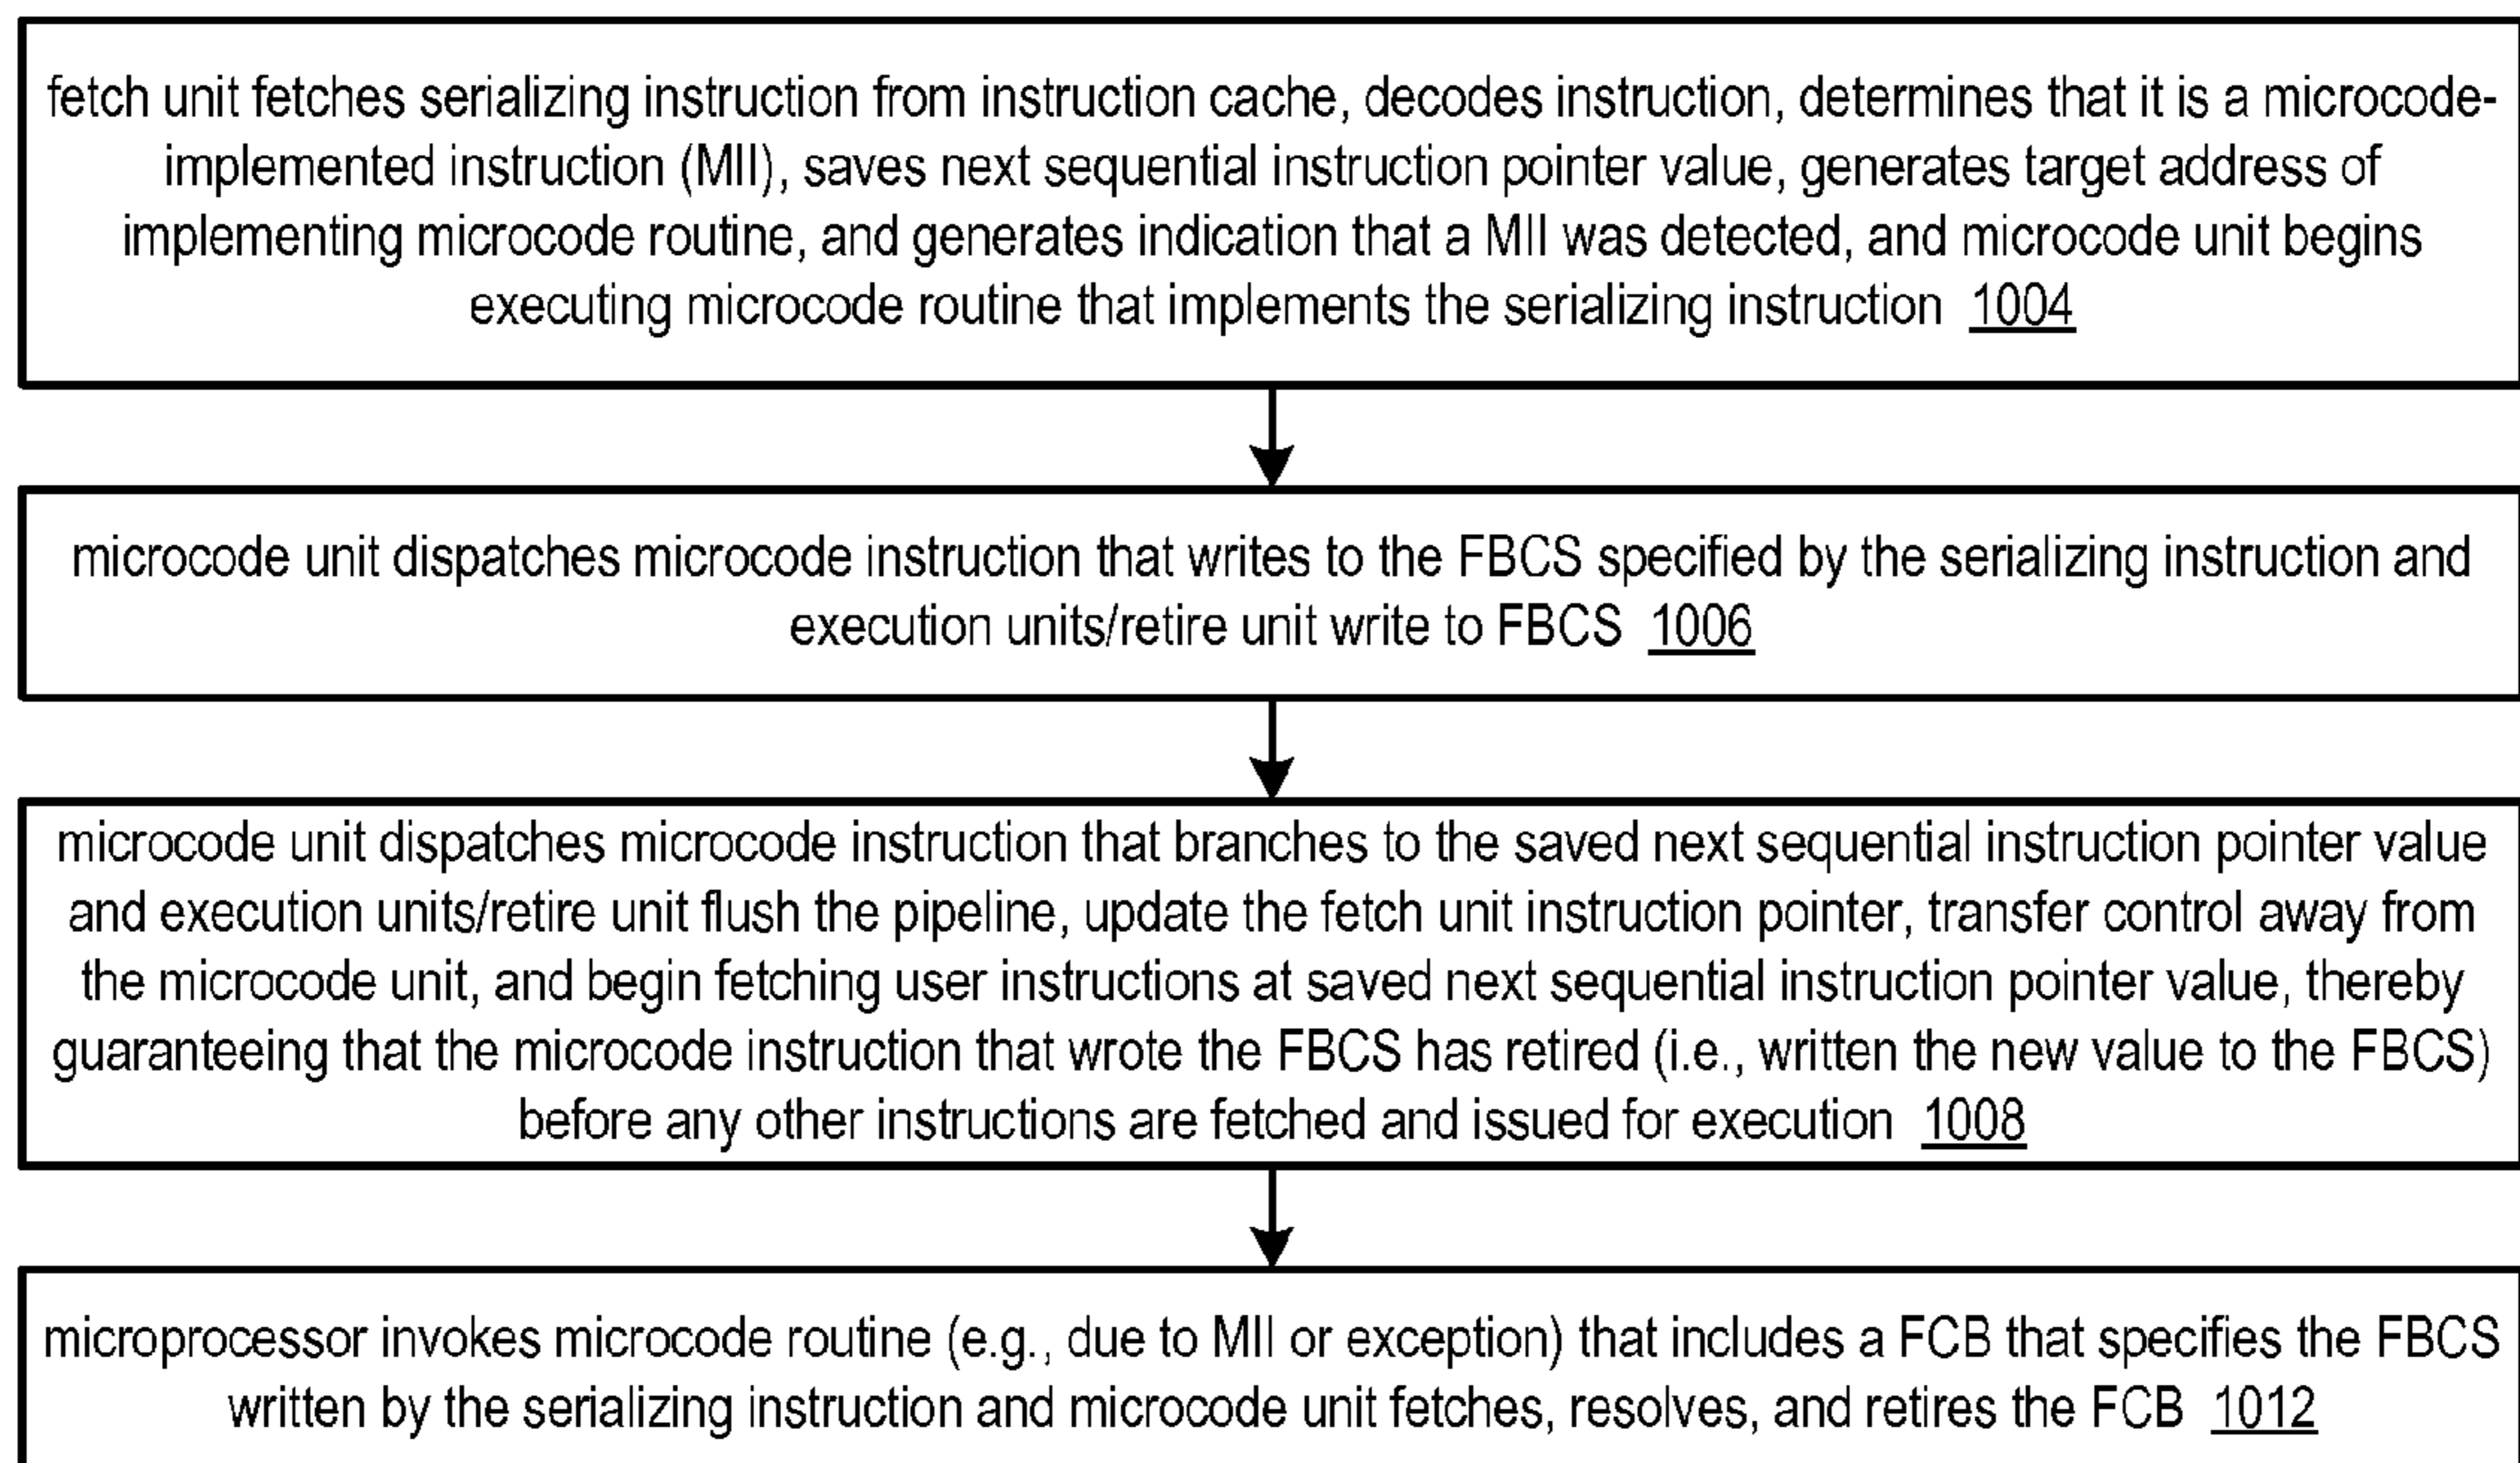 fetch unit fetches serializing instruction from instruction cache, decodes instruction, determines that it is a microcode-
implemented instruction (MII), saves next sequential instruction pointer value, generates target address of
implementing microcode routine, and generates indication that a MII was detected, and microcode unit begins
executing microcode routine that implements the serializing instruction 1004
microcode unit dispatches microcode instruction that writes to the FBCS specified by the serializing instruction and
execution units/retire unit write to FBCS 1006
microcode unit dispatches microcode instruction that branches to the saved next sequential instruction pointer value
and execution units/retire unit flush the pipeline, update the fetch unit instruction pointer, transfer control away from
the microcode unit, and begin fetching user instructions at saved next sequential instruction pointer value, thereby
guaranteeing that the microcode instruction that wrote the FBCS has retired (i.e., written the new value to the FBCS)
before any other instructions are fetched and issued for execution 1008
microprocessor invokes microcode routine (e.g., due to MII or exception) that includes a FCB that specifies the FBCS
written by the serializing instruction and microcode unit fetches, resolves, and retires the FCB 1012